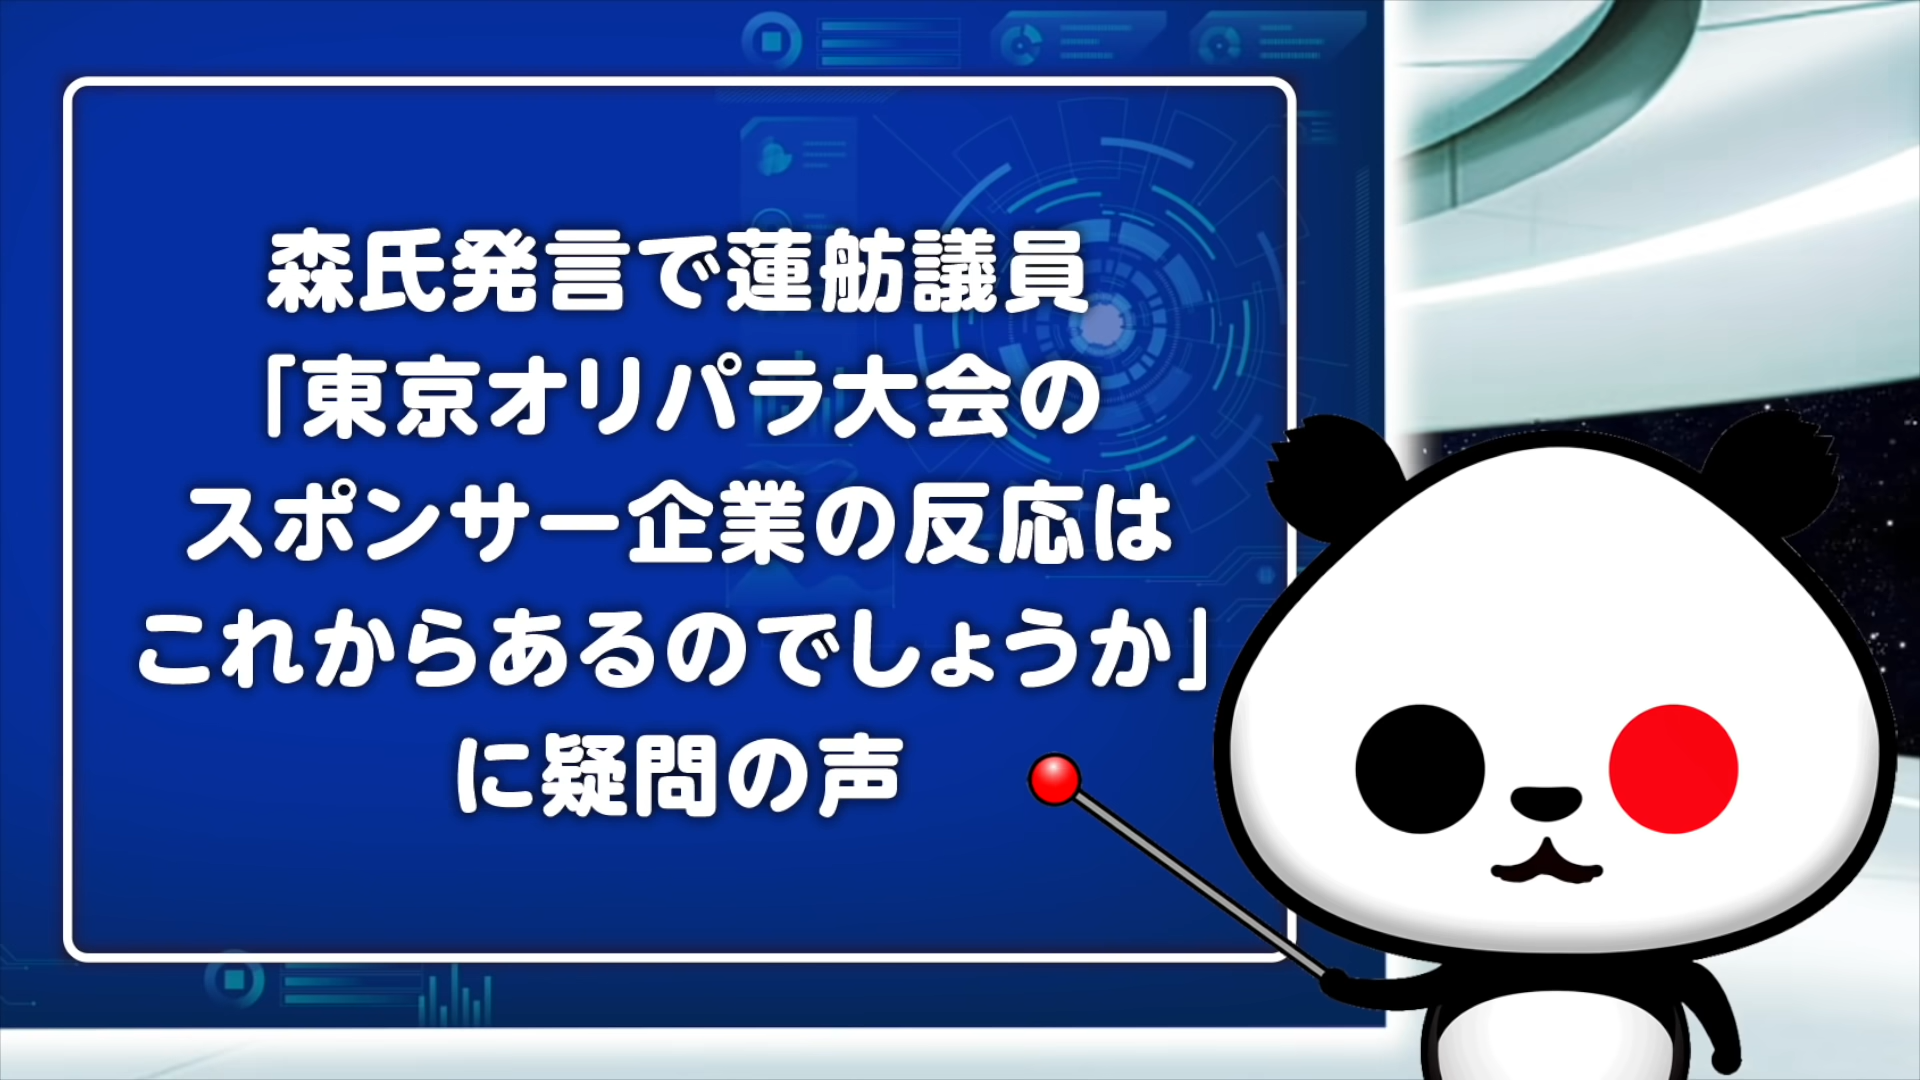 森氏発言で蓮舫議員
「東京オリパラ大会の
スポンサー企業の反応は
これからあるのでしょうか」
に疑問の声